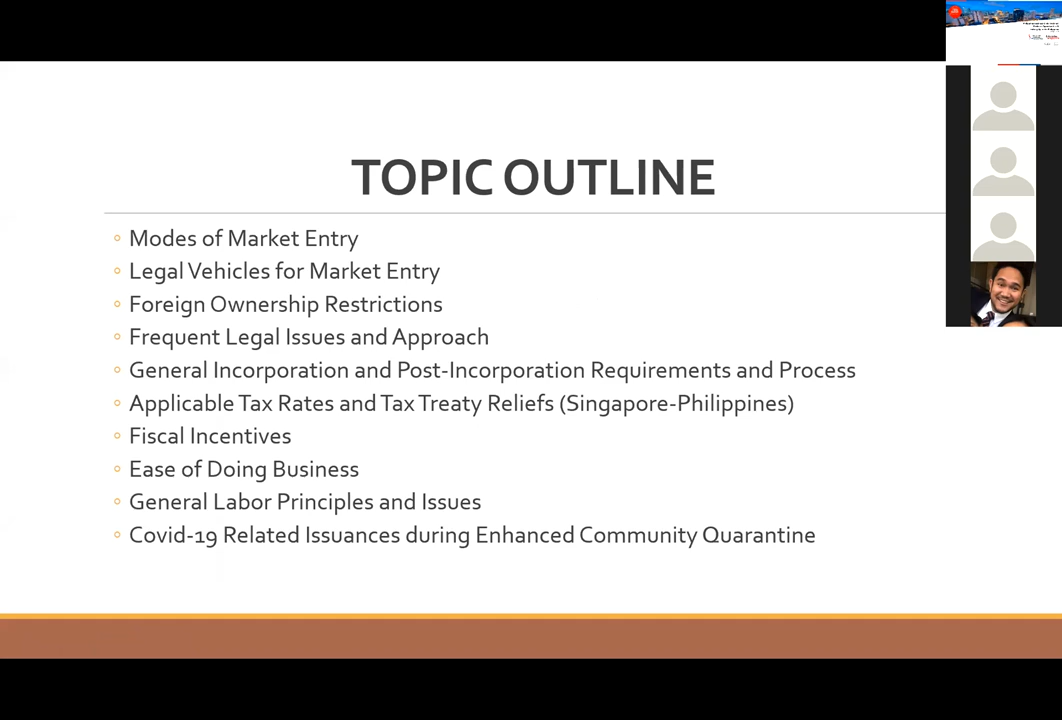 TOPIC OUTLINE
Modes of Market Entry
Legal Vehicles for Market Entry
Foreign Ownership Restrictions
Frequent Legal Issues and Approach
General Incorporation and Post-Incorporation Requirements and Process
Applicable Tax Rates and Tax Treaty Reliefs (Singapore-Philippines)
Fiscal Incentives
Ease of Doing Business
General Labor Principles and Issues
Covid-19 Related Issuances during Enhanced Community Quarantine